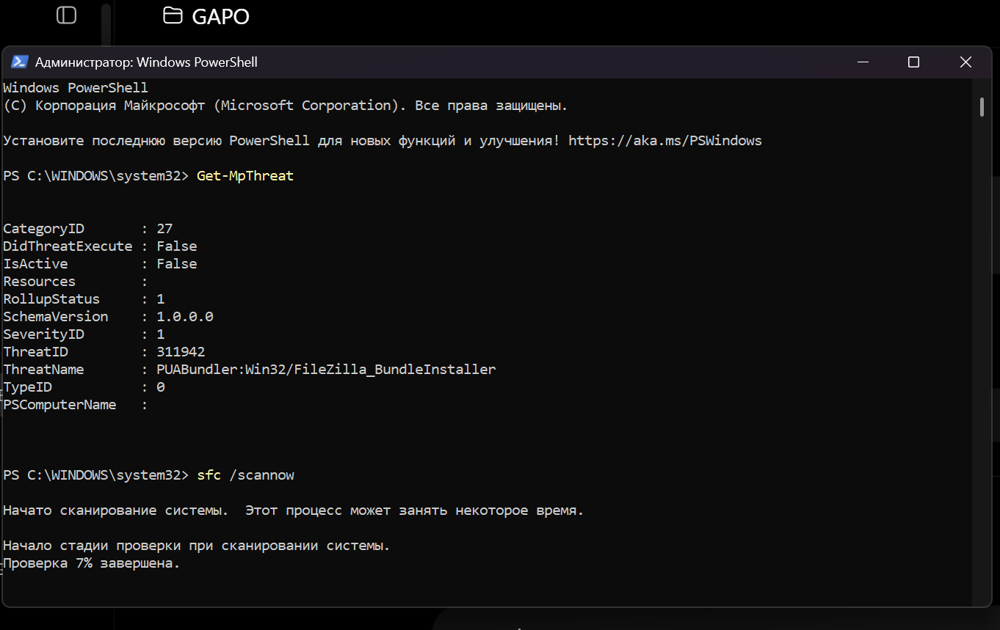 GAPO
Администратор: Windows PowerShell
Windows PowerShell
(C) Корпорация Майкрософт (Microsoft Corporation). Все права защищены.
Установите последнюю версию PowerShell для новых функций и улучшения! https://aka.ms/PSWindows
PS C:\WINDOWS\system32> Get-MpThreat
CategoryID       : 27
DidThreatExecute : False
IsActive         : False
Resources        :
RollupStatus     : 1
SchemaVersion    : 1.0.0.0
SeverityID       : 1
ThreatID         : 311942
ThreatName       : PUABundler:Win32/FileZilla_BundleInstaller
TypeID           : 0
PSComputerName   :
PS C:\WINDOWS\system32> sfc /scannow
Начато сканирование системы.  Этот процесс может занять некоторое время.
Начало стадии проверки при сканировании системы.
Проверка 7% завершена.